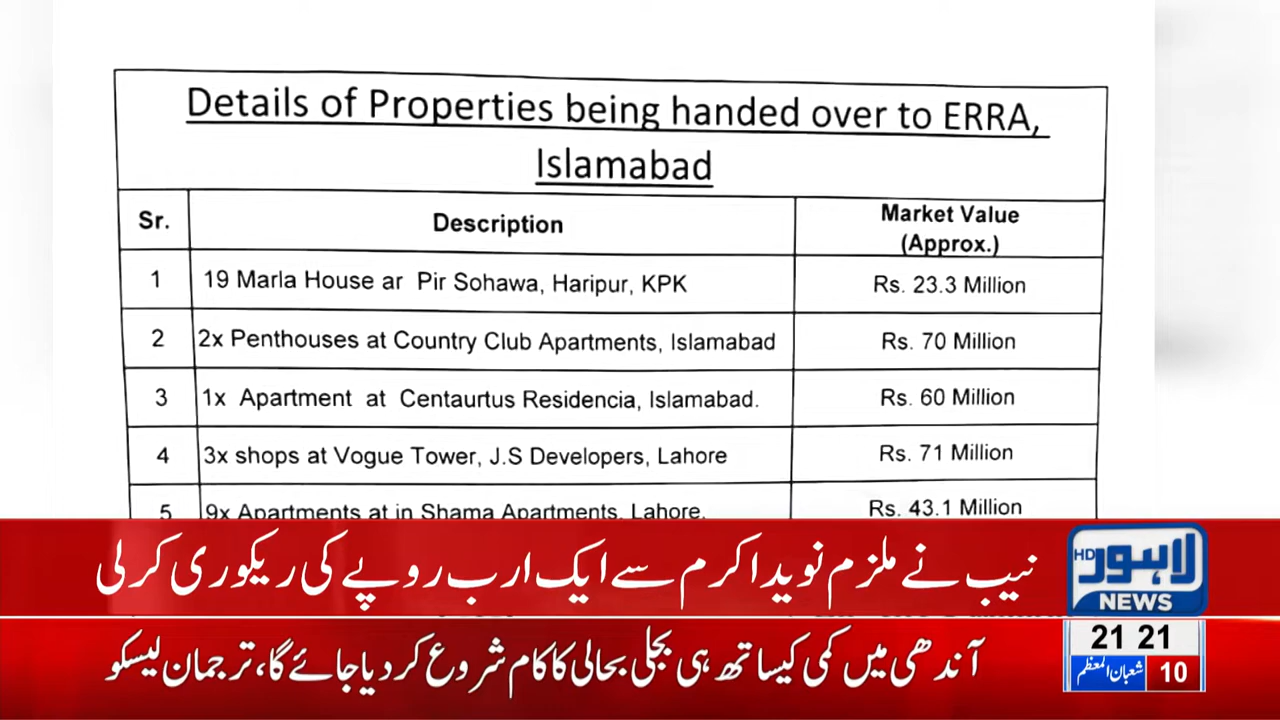 Details of Properties being handed over to ERRA,
Islamabad
Sr. Description Market Value (Approx.)
1 19 Marla House ar Pir Sohawa, Haripur, KPK Rs. 23.3 Million
2 2x Penthouses at Country Club Apartments, Islamabad Rs. 70 Million
3 1x Apartment at Centaurtus Residencia, Islamabad. Rs. 60 Million
4 3x shops at Vogue Tower, J.S Developers, Lahore Rs. 71 Million
5 9x Apartments at in Shama Apartments, Lahore. Rs. 43.1 Million
نیب نے ملزم نوید اکرم سے ایک ارب روپے کی ریکوری کر لی
لاہور HD
NEWS
آندھی میں کمی کیساتھ ہی بجلی بحالی کا کام شروع کر دیا جائے گا، ترجمان لیسکو
21 21
شعبان المعظم 10